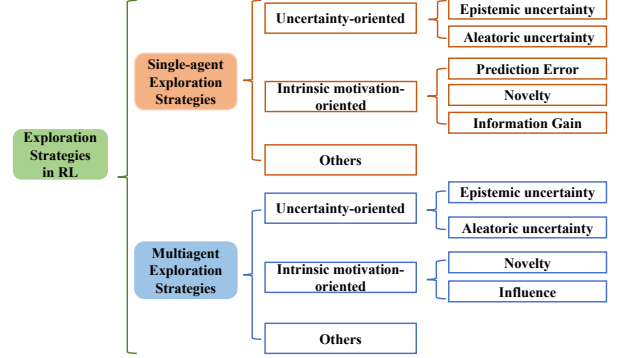 Exploration
Strategies
in RL
Single-agent
Exploration
Strategies
Uncertainty-oriented
Epistemic uncertainty
Aleatoric uncertainty
Intrinsic motivation-
oriented
Prediction Error
Novelty
Information Gain
Others
Multiagent
Exploration
Strategies
Uncertainty-oriented
Epistemic uncertainty
Aleatoric uncertainty
Intrinsic motivation-
oriented
Novelty
Influence
Others